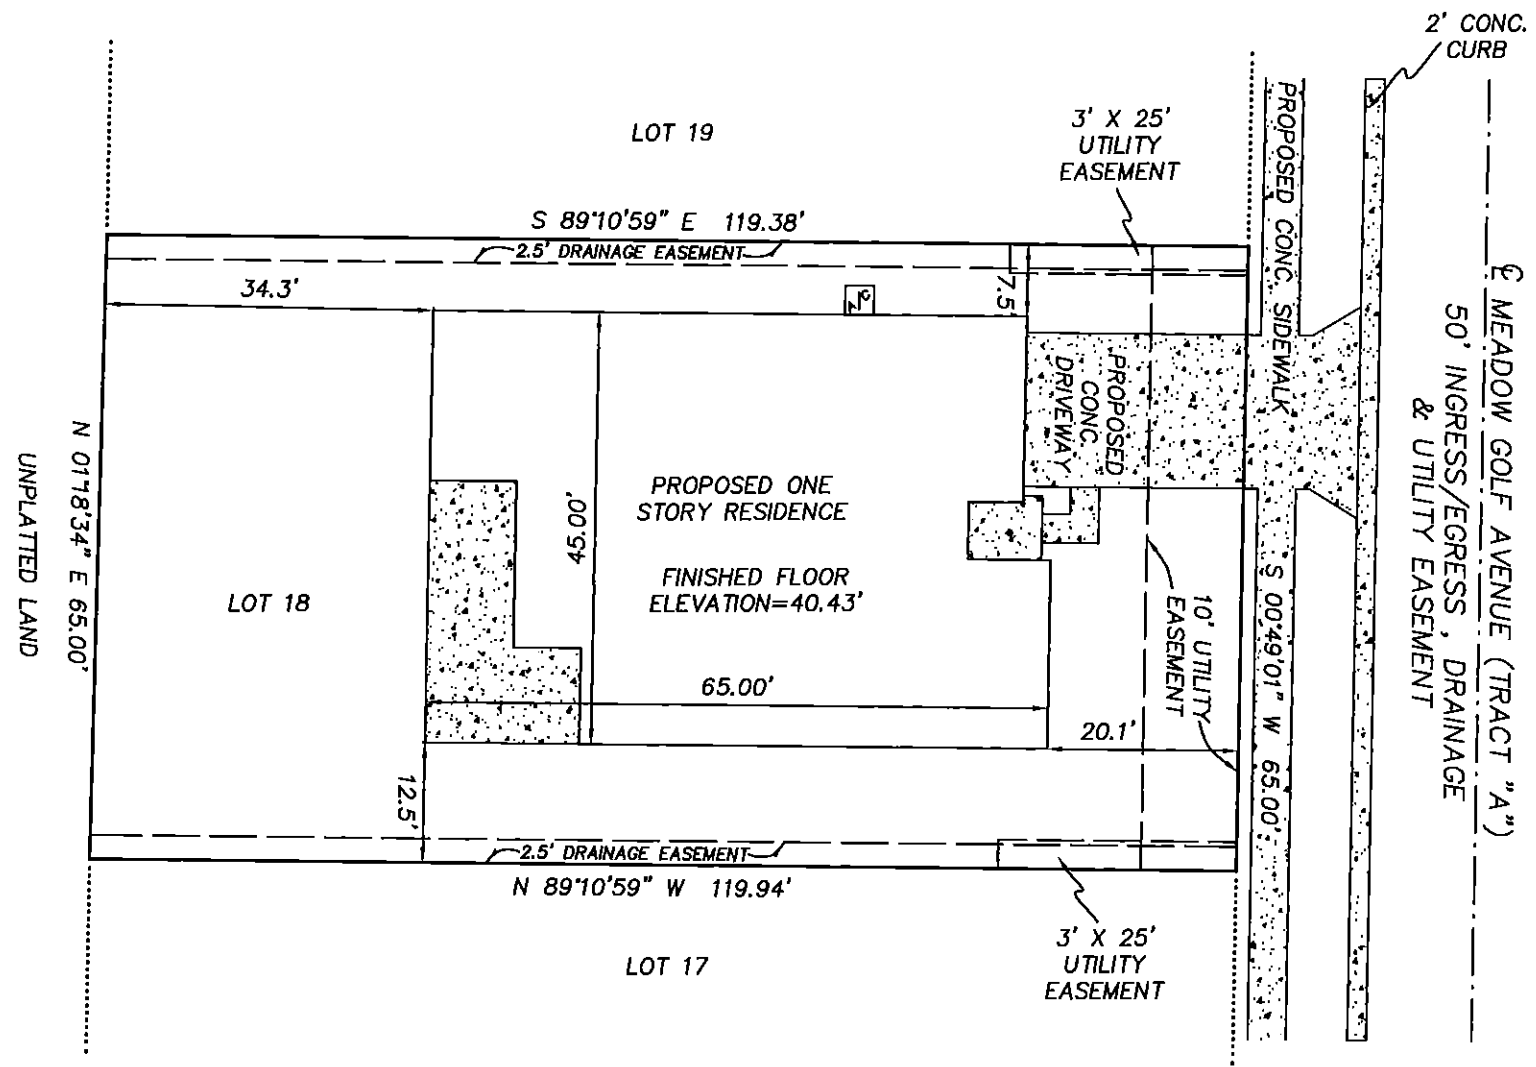 2' CONC.
CURB
LOT 19
3' X 25'
UTILITY
EASEMENT
PROPOSED CONC. SIDEWALK
S 89°10'59" E 119.38'
2.5' DRAINAGE EASEMENT
34.3'
7.5'
A/C
℄ MEADOW GOLF AVENUE (TRACT "A")
50' INGRESS/EGRESS, DRAINAGE
& UTILITY EASEMENT
PROPOSED
CONC.
DRIVEWAY
N 01°18'34" E 65.00'
UNPLATTED LAND
LOT 18
45.00'
PROPOSED ONE
STORY RESIDENCE
FINISHED FLOOR
ELEVATION=40.43'
10' UTILITY
EASEMENT
S 00°49'01" W 65.00'
65.00'
20.1'
12.5'
2.5' DRAINAGE EASEMENT
N 89°10'59" W 119.94'
LOT 17
3' X 25'
UTILITY
EASEMENT